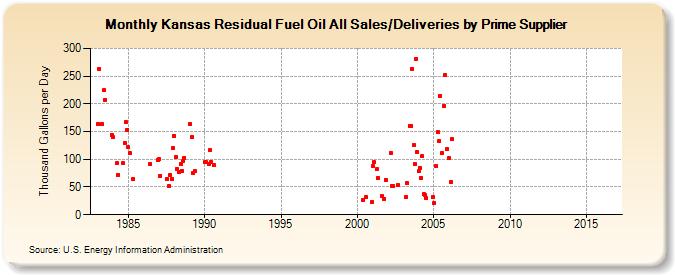 Monthly Kansas Residual Fuel Oil All Sales/Deliveries by Prime Supplier
Thousand Gallons per Day
300
250
200
150
100
50
0
1985 1990 1995 2000 2005 2010 2015
Source: U.S. Energy Information Administration